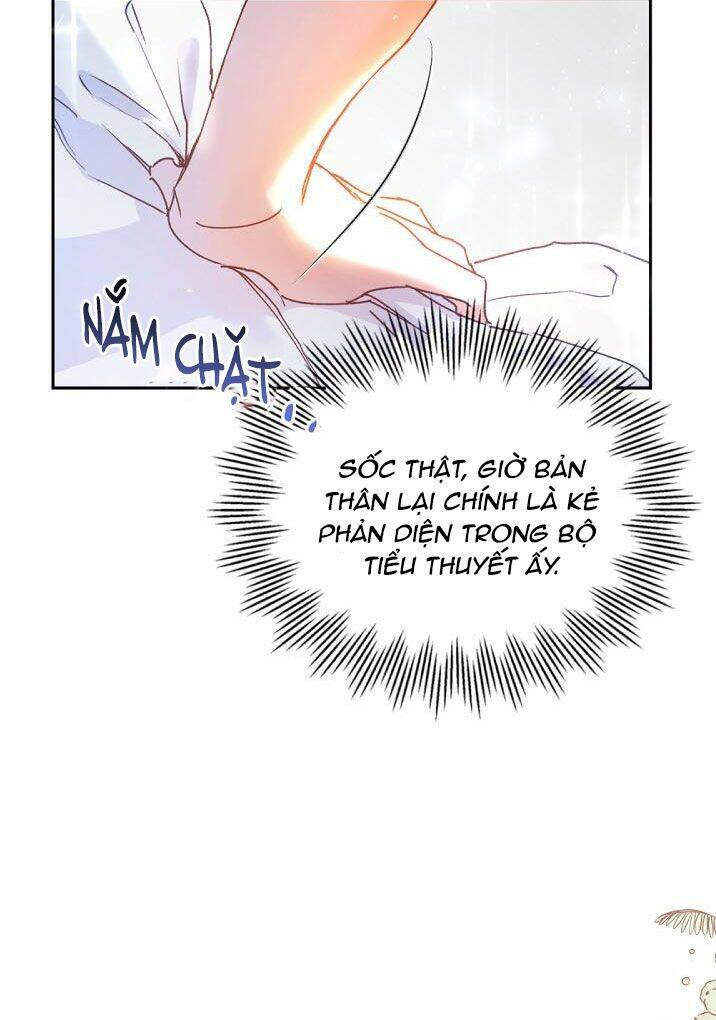 NẮM CHẶT..
SỐC THẬT, GIỜ BẢN
THÂN LẠI CHÍNH LÀ KẺ
PHẢN DIỆN TRONG BỘ
TIỂU THUYẾT ẤY.